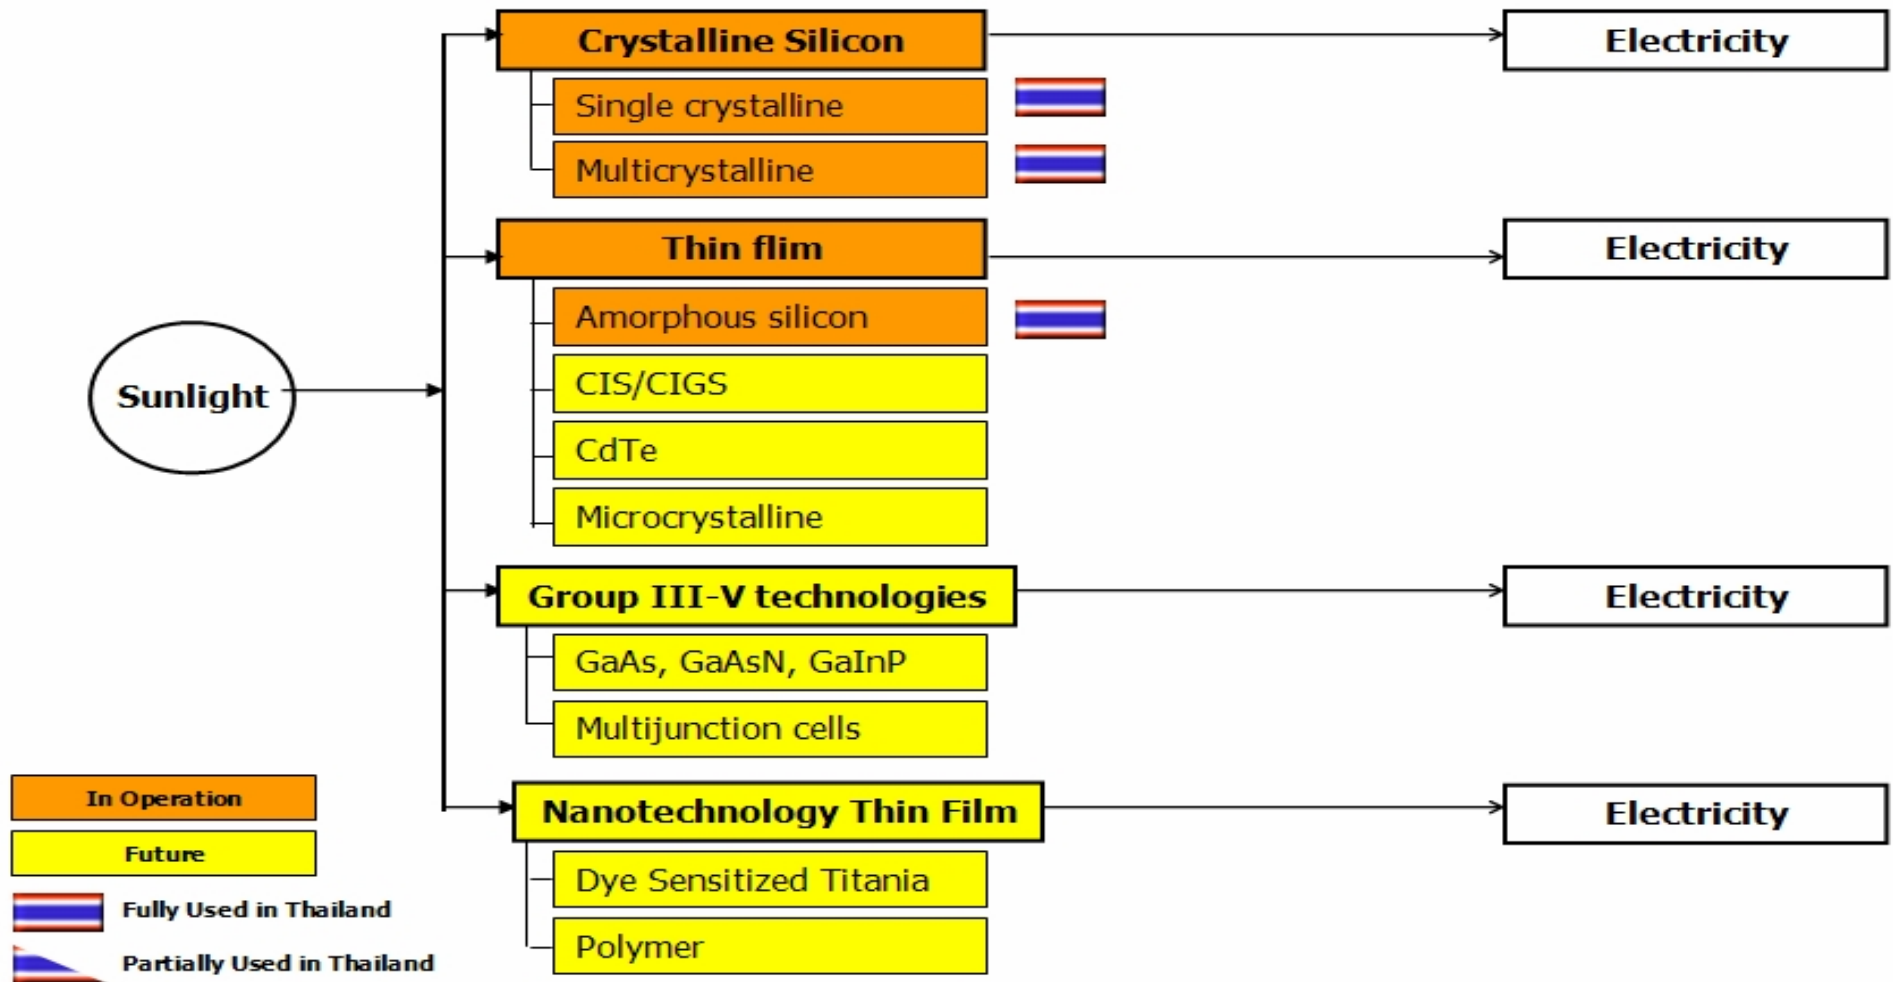 Crystalline Silicon
Electricity
Single crystalline
Multicrystalline
Thin flim
Electricity
Amorphous silicon
CIS/CIGS
Sunlight
CdTe
Microcrystalline
Group III-V technologies
Electricity
GaAs, GaAsN, GaInP
Multijunction cells
Nanotechnology Thin Film
Electricity
Dye Sensitized Titania
Polymer
In Operation
Future
Fully Used in Thailand
Partially Used in Thailand